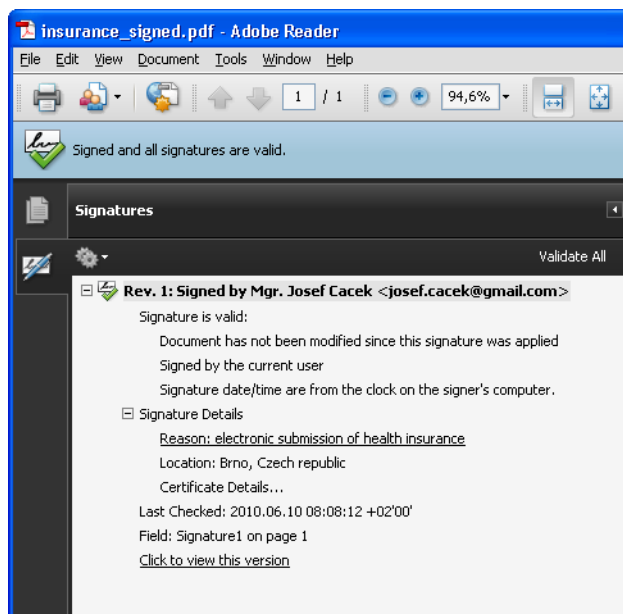 insurance_signed.pdf - Adobe Reader
File Edit View Document Tools Window Help
1 / 1 94,6%
Signed and all signatures are valid.
Signatures
Validate All
Rev. 1: Signed by Mgr. Josef Cacek <josef.cacek@gmail.com>
Signature is valid:
Document has not been modified since this signature was applied
Signed by the current user
Signature date/time are from the clock on the signer's computer.
Signature Details
Reason: electronic submission of health insurance
Location: Brno, Czech republic
Certificate Details...
Last Checked: 2010.06.10 08:08:12 +02'00'
Field: Signature1 on page 1
Click to view this version